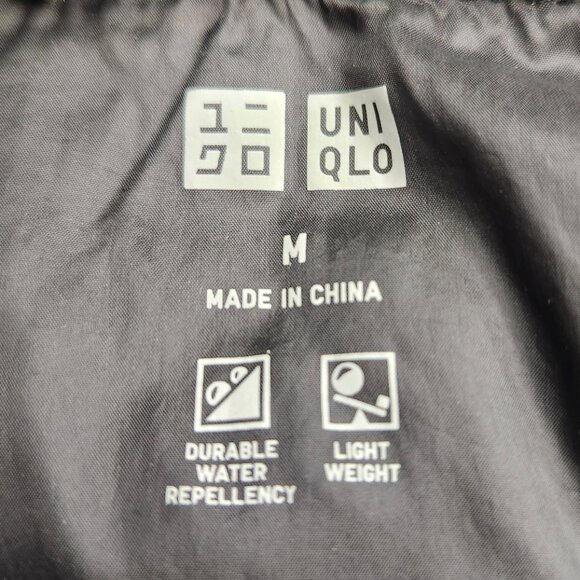 ユニ
クロ
UNI
QLO
M
MADE IN CHINA
DURABLE
WATER
REPELLENCY
LIGHT
WEIGHT